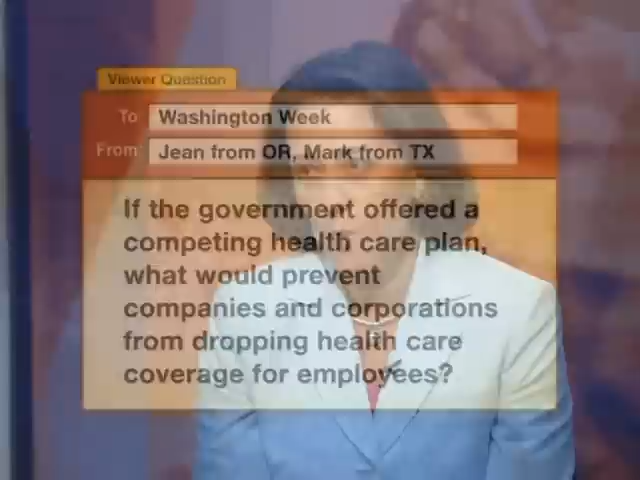 Viewer Question
To Washington Week
From Jean from OR, Mark from TX
If the government offered a
competing health care plan,
what would prevent
companies and corporations
from dropping health care
coverage for employees?